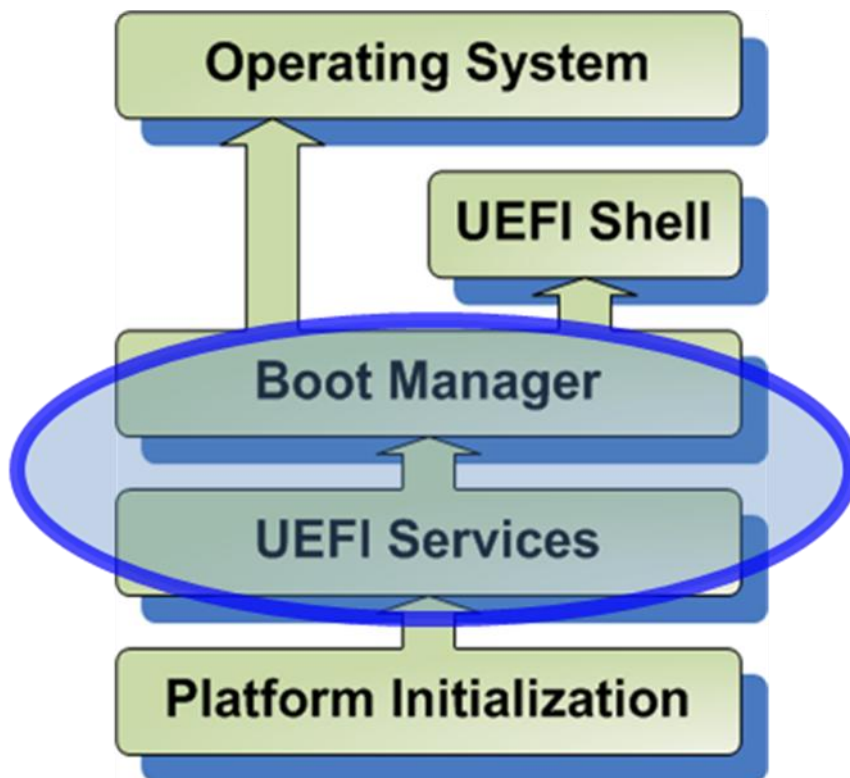 Operating System
UEFI Shell
Boot Manager
UEFI Services
Platform Initialization